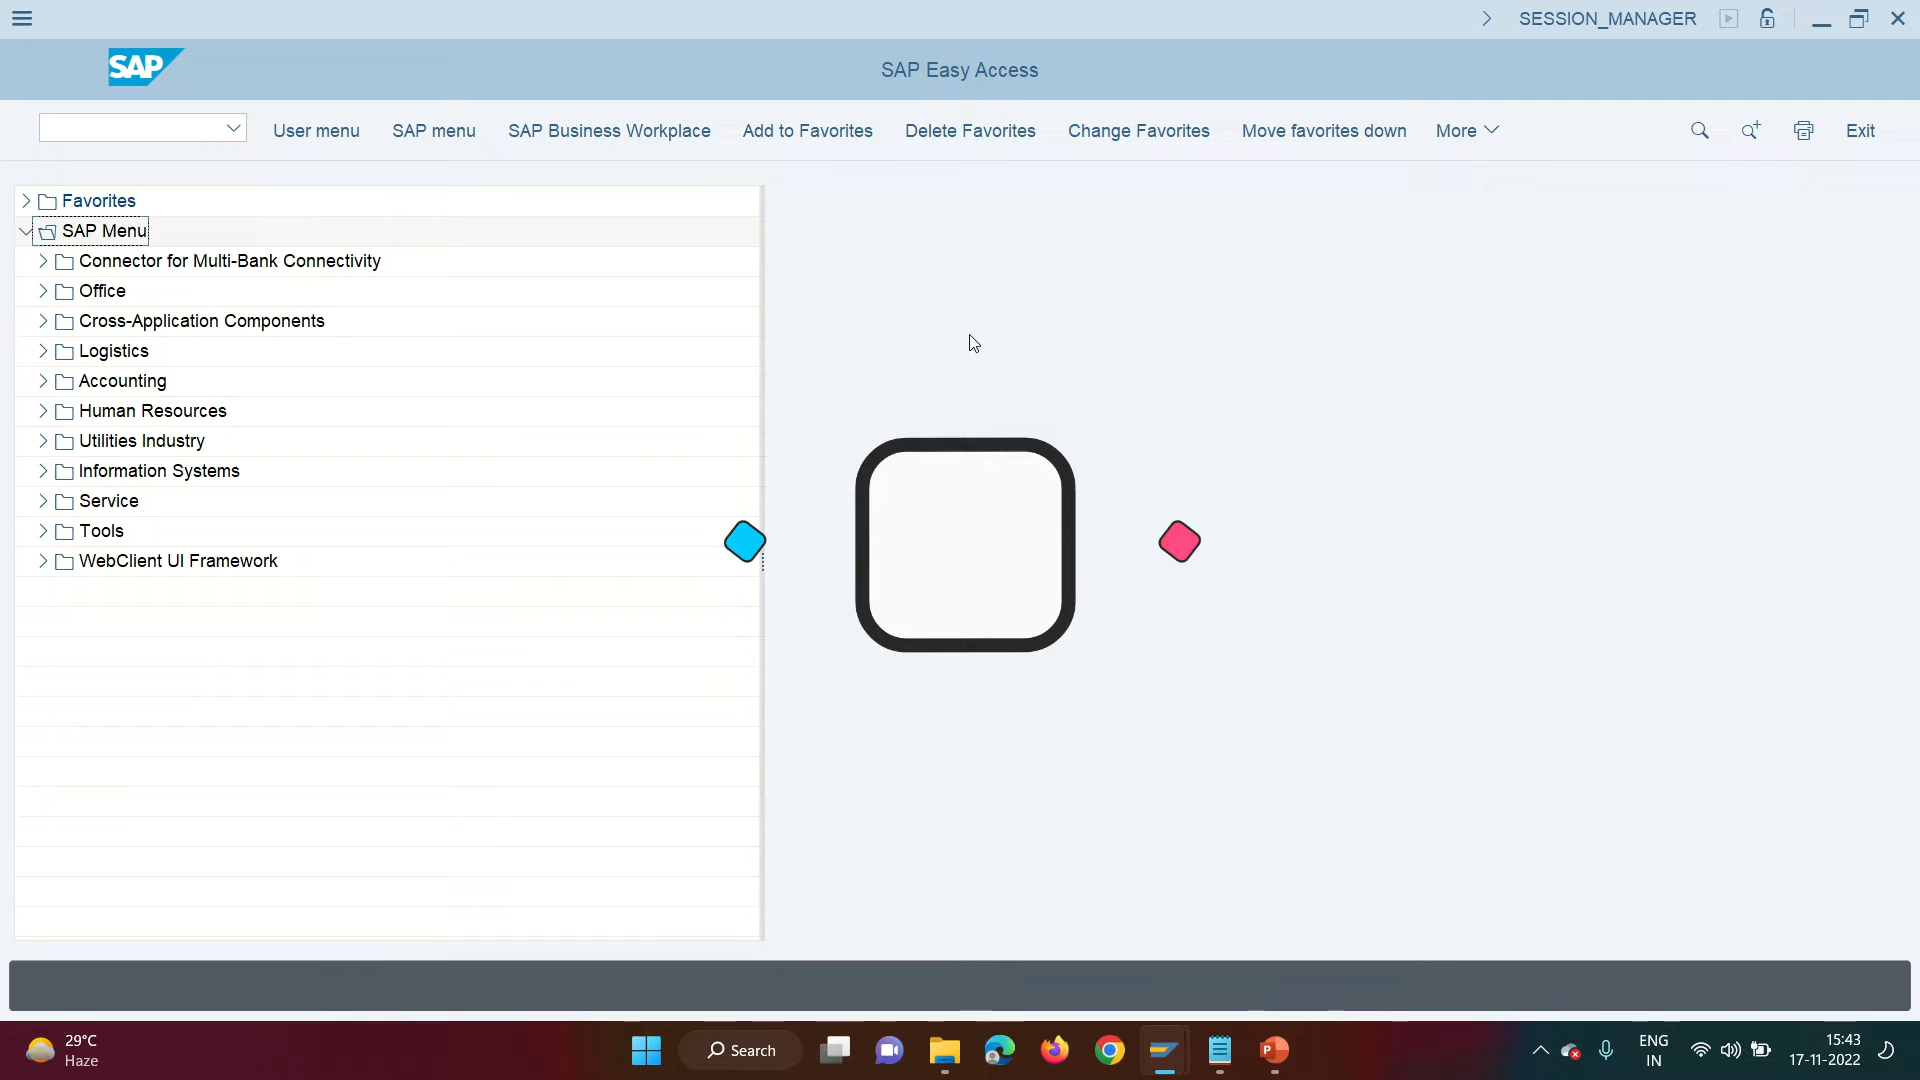 SESSION_MANAGER
SAP
SAP Easy Access
User menu SAP menu SAP Business Workplace Add to Favorites Delete Favorites Change Favorites Move favorites down More Exit
Favorites
SAP Menu
Connector for Multi-Bank Connectivity
Office
Cross-Application Components
Logistics
Accounting
Human Resources
Utilities Industry
Information Systems
Service
Tools
WebClient UI Framework
29°C
Haze
Search
ENG
IN
15:43
17-11-2022